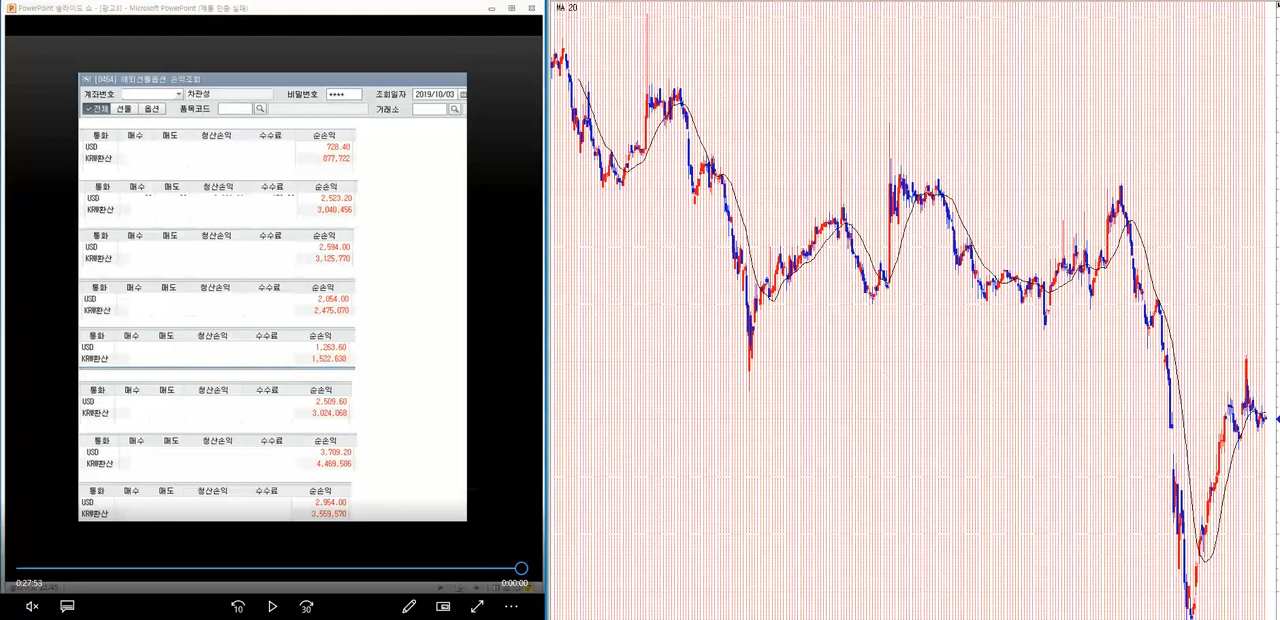 PowerPoint 슬라이드 쇼 - [광고3] - Microsoft PowerPoint (제품 인증 실패)
[0464] 해외선물옵션 손익조회
계좌번호 차찬성 비밀번호 **** 조회일자 2019/10/03
전체 선물 옵션 품목코드 거래소
통화 매수 매도 청산손익 수수료 순손익
USD 728.40
KRW환산 877,722
통화 매수 매도 청산손익 수수료 순손익
USD 2,523.20
KRW환산 3,040,456
통화 매수 매도 청산손익 수수료 순손익
USD 2,594.00
KRW환산 3,125,770
통화 매수 매도 청산손익 수수료 순손익
USD 2,054.00
KRW환산 2,475,070
통화 매수 매도 청산손익 수수료 순손익
USD 1,263.60
KRW환산 1,522,638
통화 매수 매도 청산손익 수수료 순손익
USD 2,509.60
KRW환산 3,024,068
통화 매수 매도 청산손익 수수료 순손익
USD 3,709.20
KRW환산 4,469,586
통화 매수 매도 청산손익 수수료 순손익
USD 2,954.00
KRW환산 3,559,570
0:27:53 0:00:00
10 30
MA 20